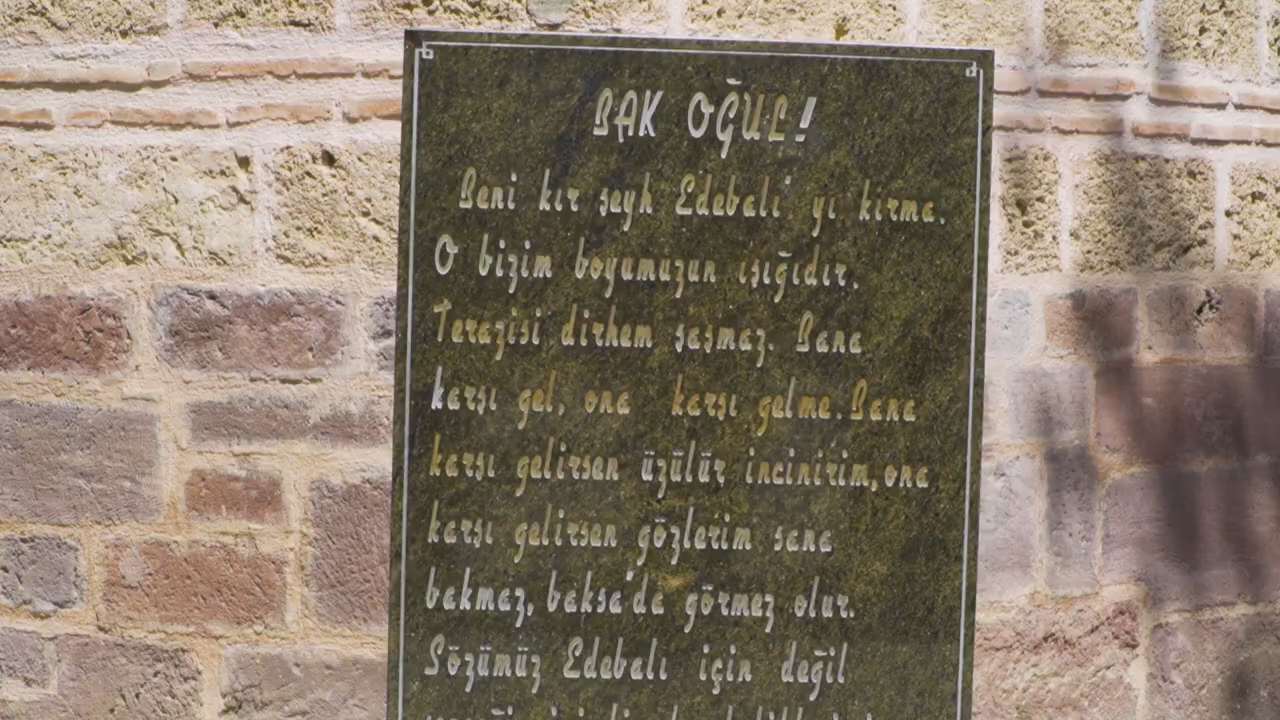 BAK OĞUL!
Beni kır şeyh Edebali' yi kırma.
O bizim boyumuzun ışığıdır.
Terazisi dirhem şaşmaz. Bana
karşı gel, ona karşı gelme. Bana
karşı gelirsen üzülür incinirim, ona
karşı gelirsen gözlerim sana
bakmaz, baksa'da görmez olur.
Sözümüz Edebalı için değil